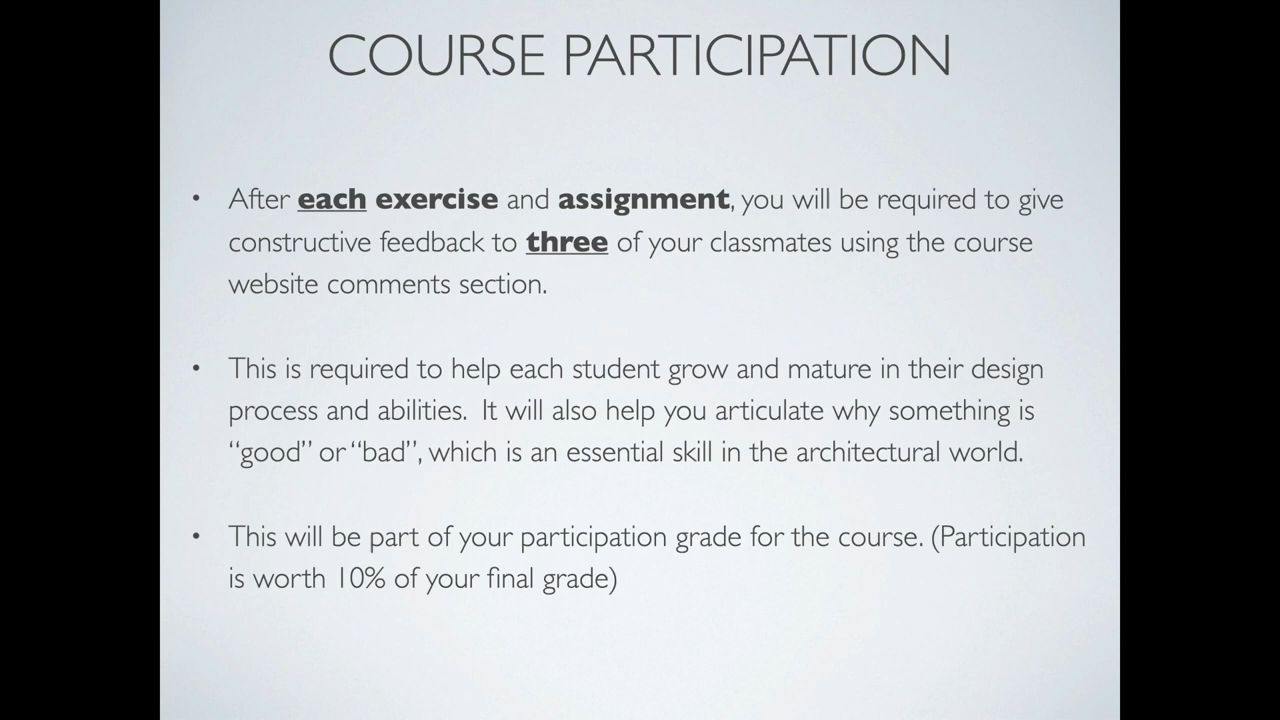 COURSE PARTICIPATION
• After each exercise and assignment, you will be required to give
constructive feedback to three of your classmates using the course
website comments section.
• This is required to help each student grow and mature in their design
process and abilities.  It will also help you articulate why something is
“good” or “bad”, which is an essential skill in the architectural world.
• This will be part of your participation grade for the course. (Participation
is worth 10% of your final grade)